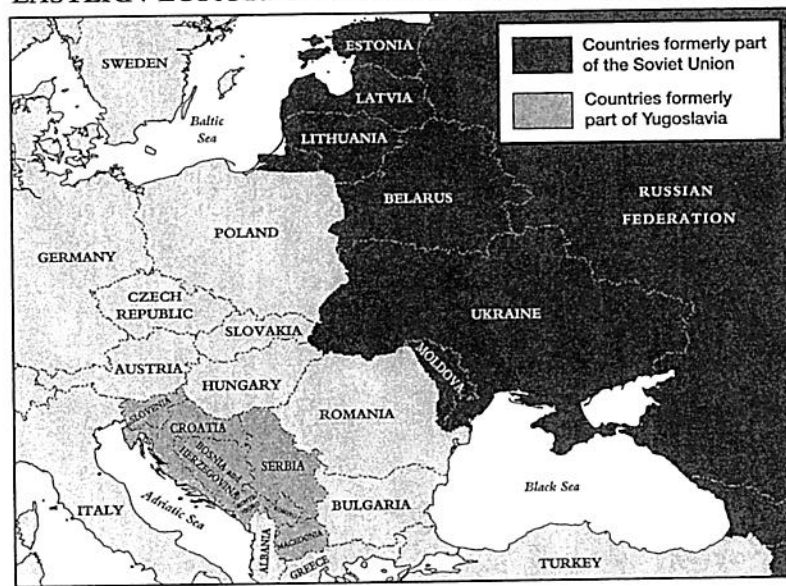 SWEDEN
ESTONIA
LATVIA
LITHUANIA
Baltic
Sea
Countries formerly part
of the Soviet Union
Countries formerly
part of Yugoslavia
BELARUS
RUSSIAN
FEDERATION
POLAND
GERMANY
CZECH
REPUBLIC
SLOVAKIA
UKRAINE
AUSTRIA
HUNGARY
MOLDOVA
ROMANIA
SLOVENIA
CROATIA
BOSNIA and
HERZEGOVINA
SERBIA
Black Sea
BULGARIA
ITALY
Adriatic Sea
ALBANIA
MACEDONIA
GREECE
TURKEY